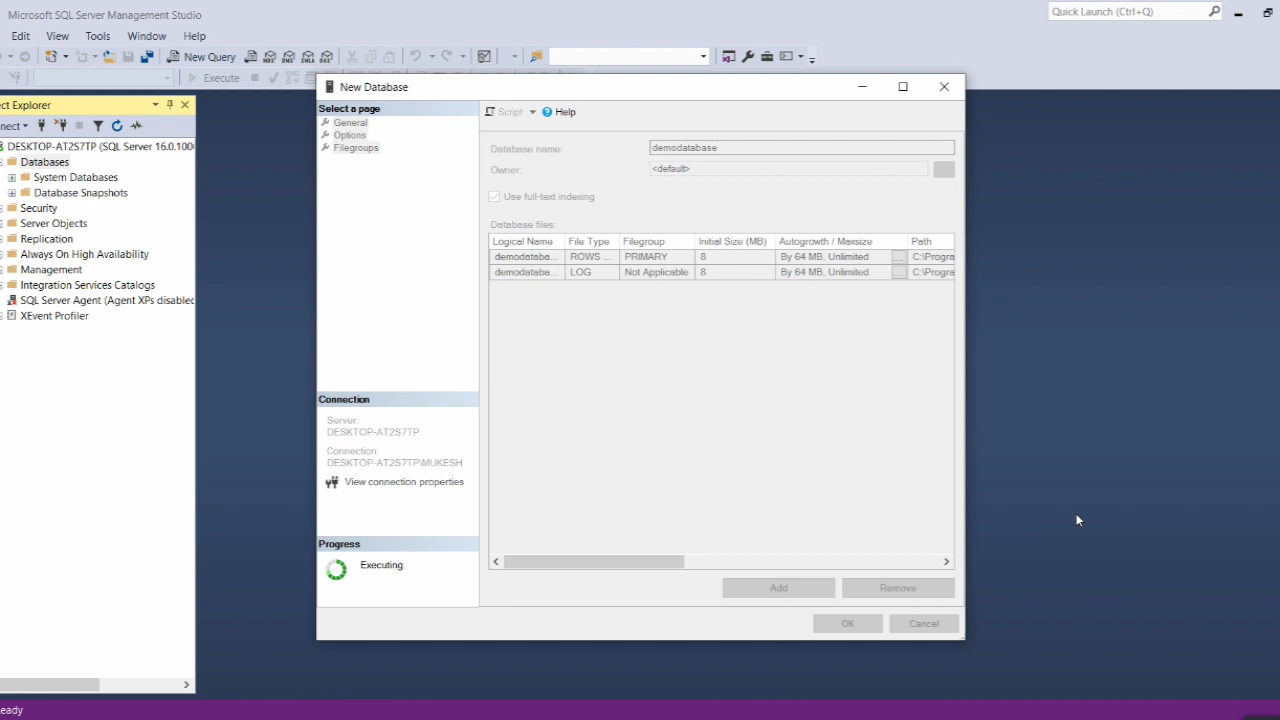 Microsoft SQL Server Management Studio
Quick Launch (Ctrl+Q)
Edit View Tools Window Help
New Query
Execute
ct Explorer
nnect
DESKTOP-AT2S7TP (SQL Server 16.0.100
Databases
System Databases
Database Snapshots
Security
Server Objects
Replication
Always On High Availability
Management
Integration Services Catalogs
SQL Server Agent (Agent XPs disabled
XEvent Profiler
New Database
Select a page
General
Options
Filegroups
Script Help
Database name: demodatabase
Owner: <default> ...
Use full-text indexing
Database files:
Logical Name File Type Filegroup Initial Size (MB) Autogrowth / Maxsize Path
demodataba... ROWS ... PRIMARY 8 By 64 MB, Unlimited ... C:\Progra
demodataba... LOG Not Applicable 8 By 64 MB, Unlimited ... C:\Progra
Connection
Server:
DESKTOP-AT2S7TP
Connection:
DESKTOP-AT2S7TP\MUKESH
View connection properties
Progress
Executing
Add Remove
OK Cancel
eady